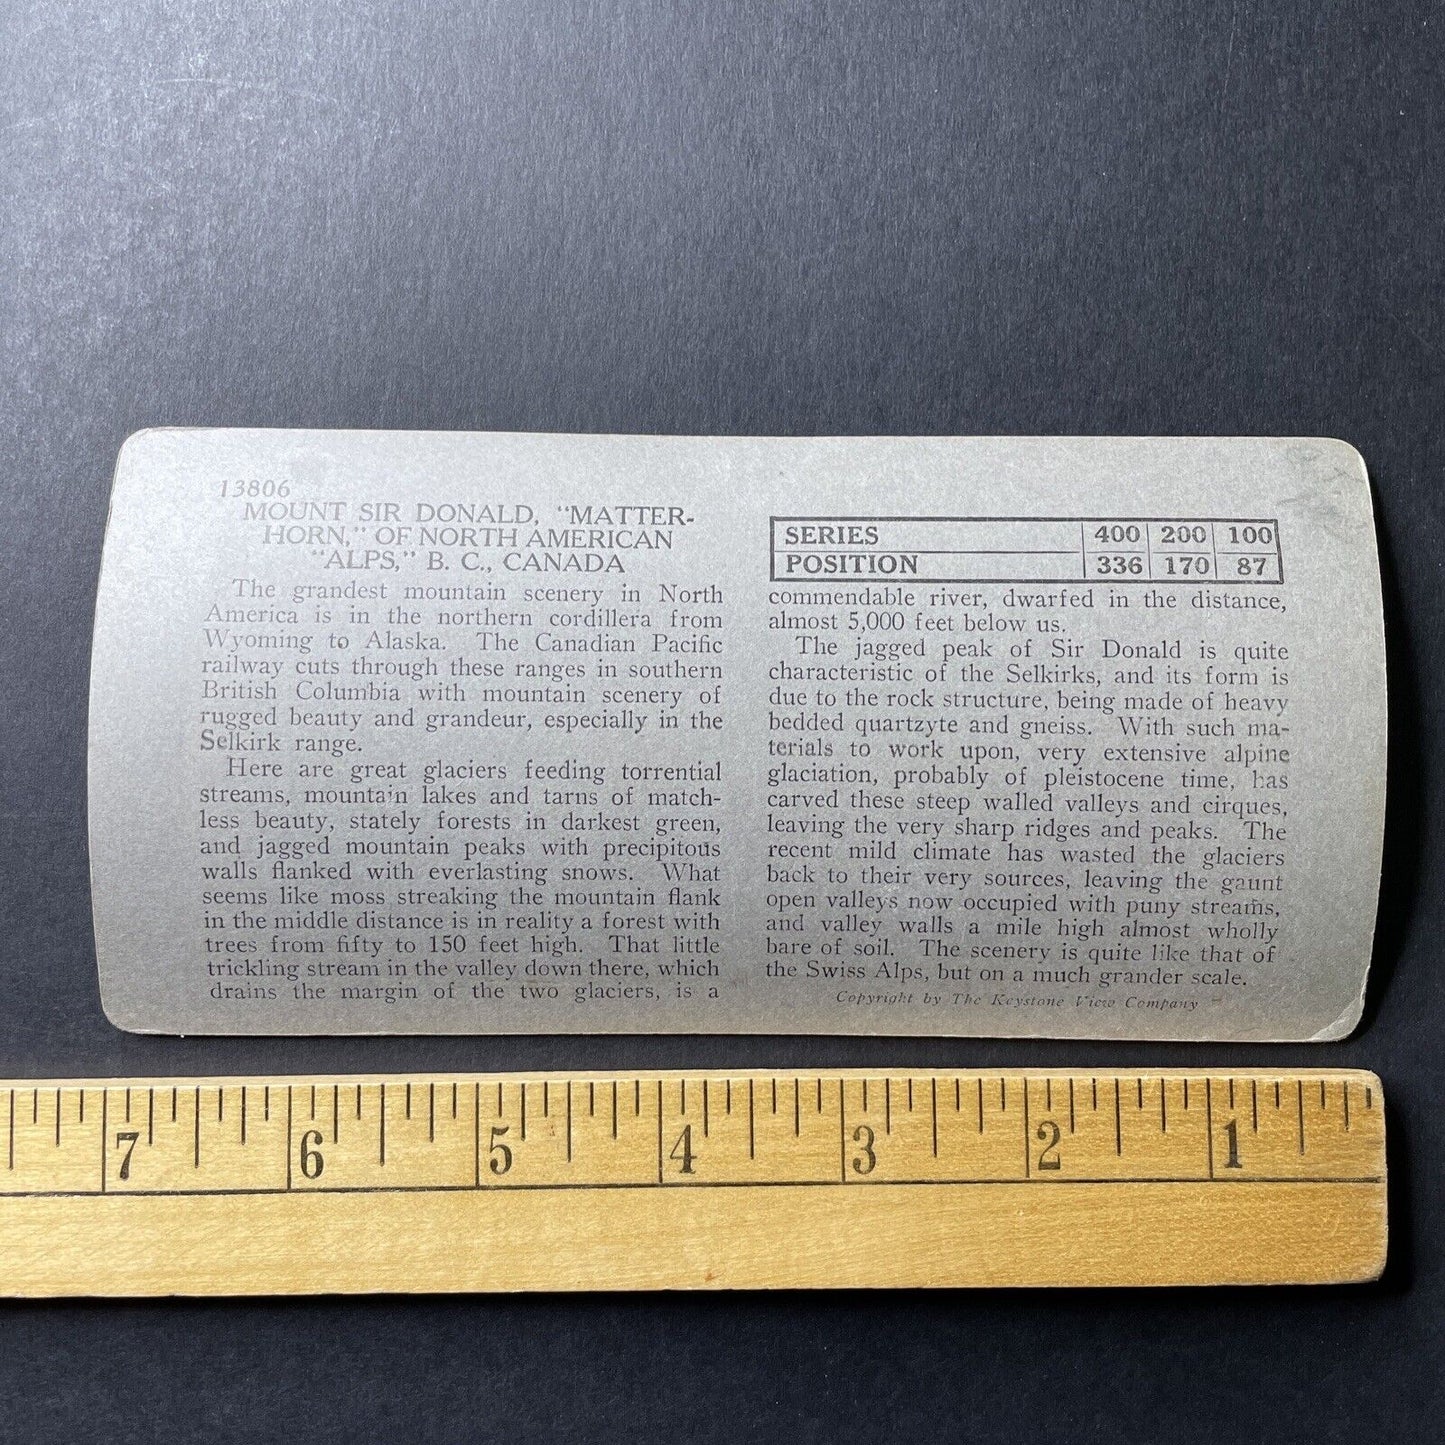 13806
MOUNT SIR DONALD, "MATTER-
HORN," OF NORTH AMERICAN
"ALPS," B. C., CANADA
The grandest mountain scenery in North
America is in the northern cordillera from
Wyoming to Alaska. The Canadian Pacific
railway cuts through these ranges in southern
British Columbia with mountain scenery of
rugged beauty and grandeur, especially in the
Selkirk range.
Here are great glaciers feeding torrential
streams, mountain lakes and tarns of match-
less beauty, stately forests in darkest green,
and jagged mountain peaks with precipitous
walls flanked with everlasting snows. What
seems like moss streaking the mountain flank
in the middle distance is in reality a forest with
trees from fifty to 150 feet high. That little
trickling stream in the valley down there, which
drains the margin of the two glaciers, is a
SERIES 400 200 100
POSITION 336 170 87
commendable river, dwarfed in the distance,
almost 5,000 feet below us.
The jagged peak of Sir Donald is quite
characteristic of the Selkirks, and its form is
due to the rock structure, being made of heavy
bedded quartzyte and gneiss. With such ma-
terials to work upon, very extensive alpine
glaciation, probably of pleistocene time, has
carved these steep walled valleys and cirques,
leaving the very sharp ridges and peaks. The
recent mild climate has wasted the glaciers
back to their very sources, leaving the gaunt
open valleys now occupied with puny streams,
and valley walls a mile high almost wholly
bare of soil. The scenery is quite like that of
the Swiss Alps, but on a much grander scale.
Copyright by The Keystone View Company
7 6 5 4 3 2 1